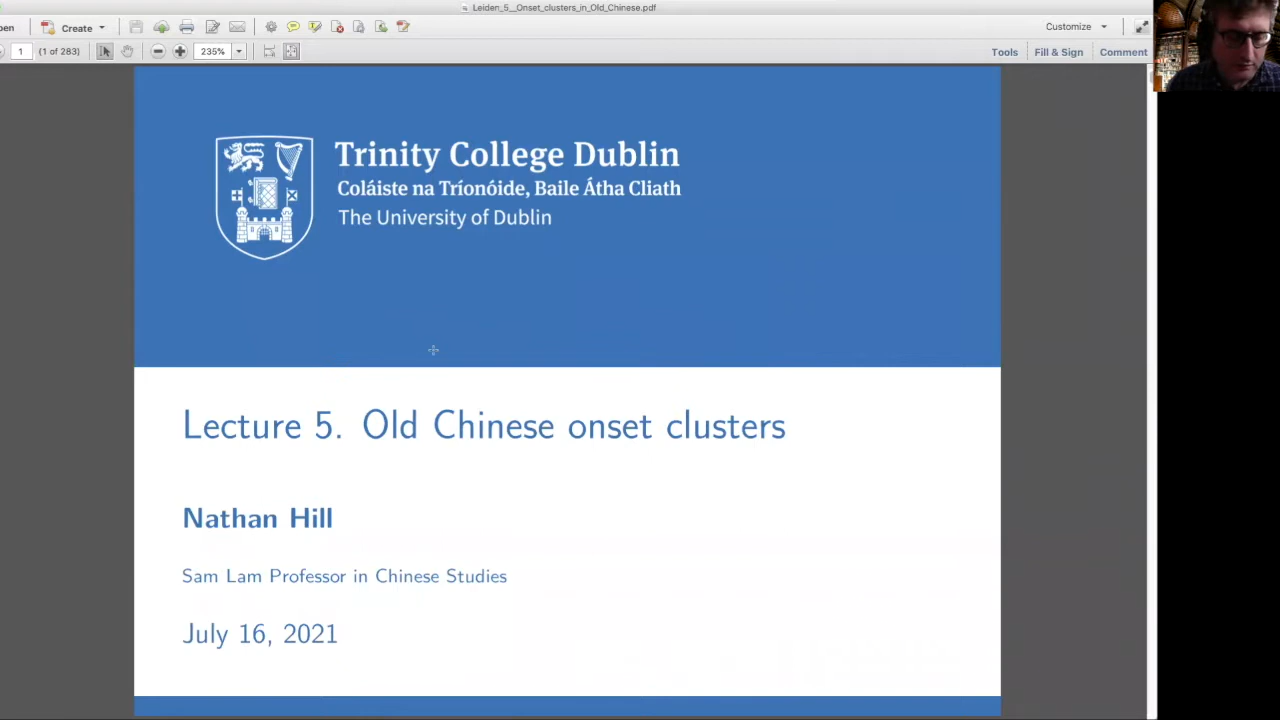 Leiden_5__Onset_clusters_in_Old_Chinese.pdf
Create
Customize
1
(1 of 283)
235%
Tools
Fill & Sign
Comment
Trinity College Dublin
Coláiste na Tríonóide, Baile Átha Cliath
The University of Dublin
Lecture 5. Old Chinese onset clusters
Nathan Hill
Sam Lam Professor in Chinese Studies
July 16, 2021